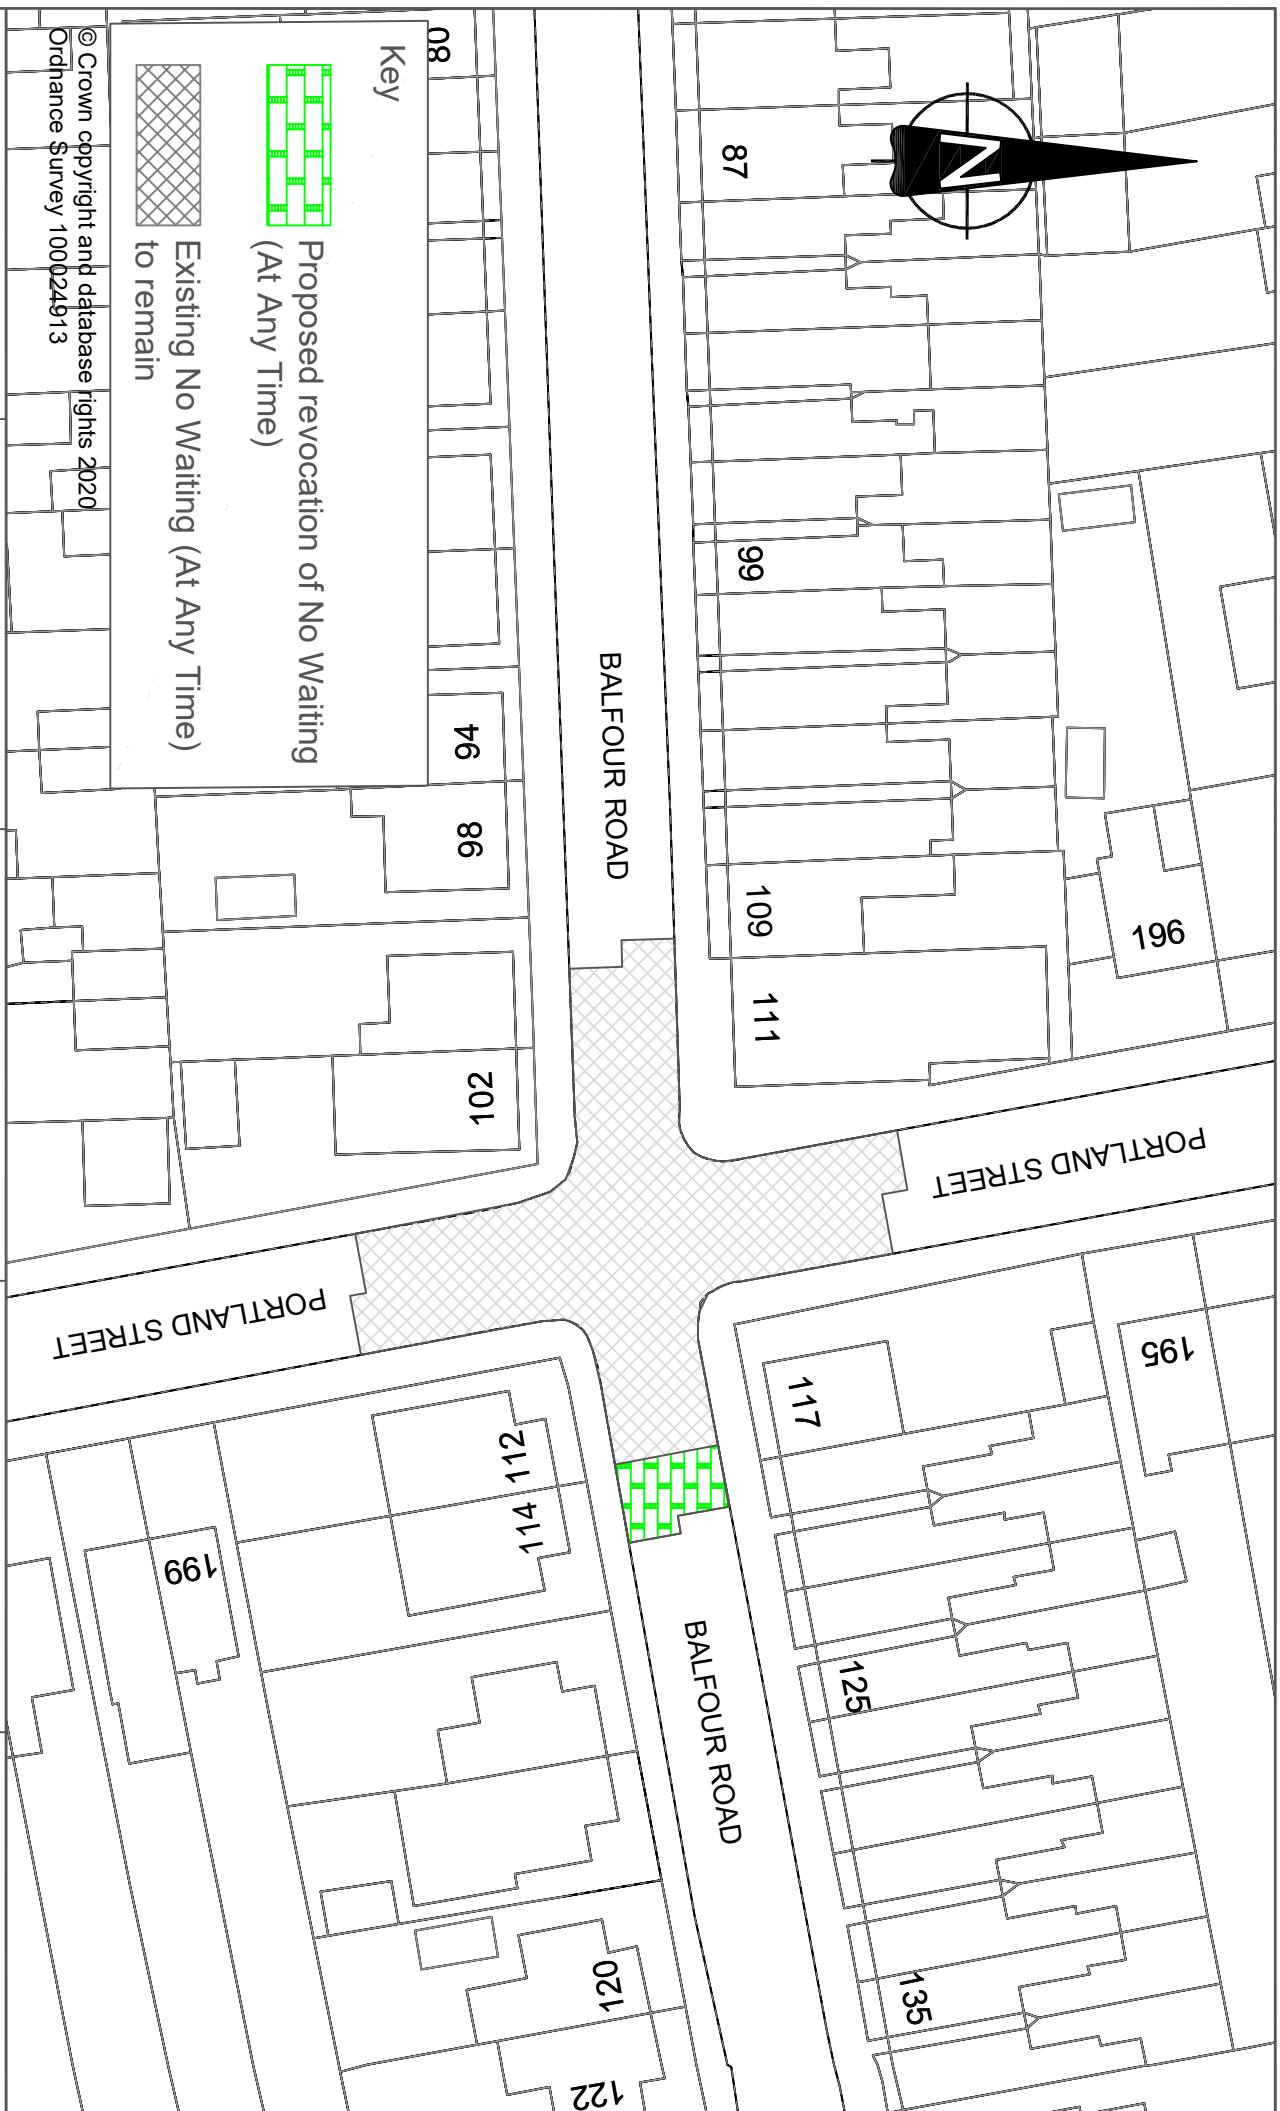 Key
Proposed revocation of No Waiting
(At Any Time)
Existing No Waiting (At Any Time)
to remain
© Crown copyright and database rights 2020
Ordnance Survey 100024913
N
80
87
99
94
98
109
111
102
196
BALFOUR ROAD
PORTLAND STREET
PORTLAND STREET
195
117
112
114
199
BALFOUR ROAD
125
120
135
122